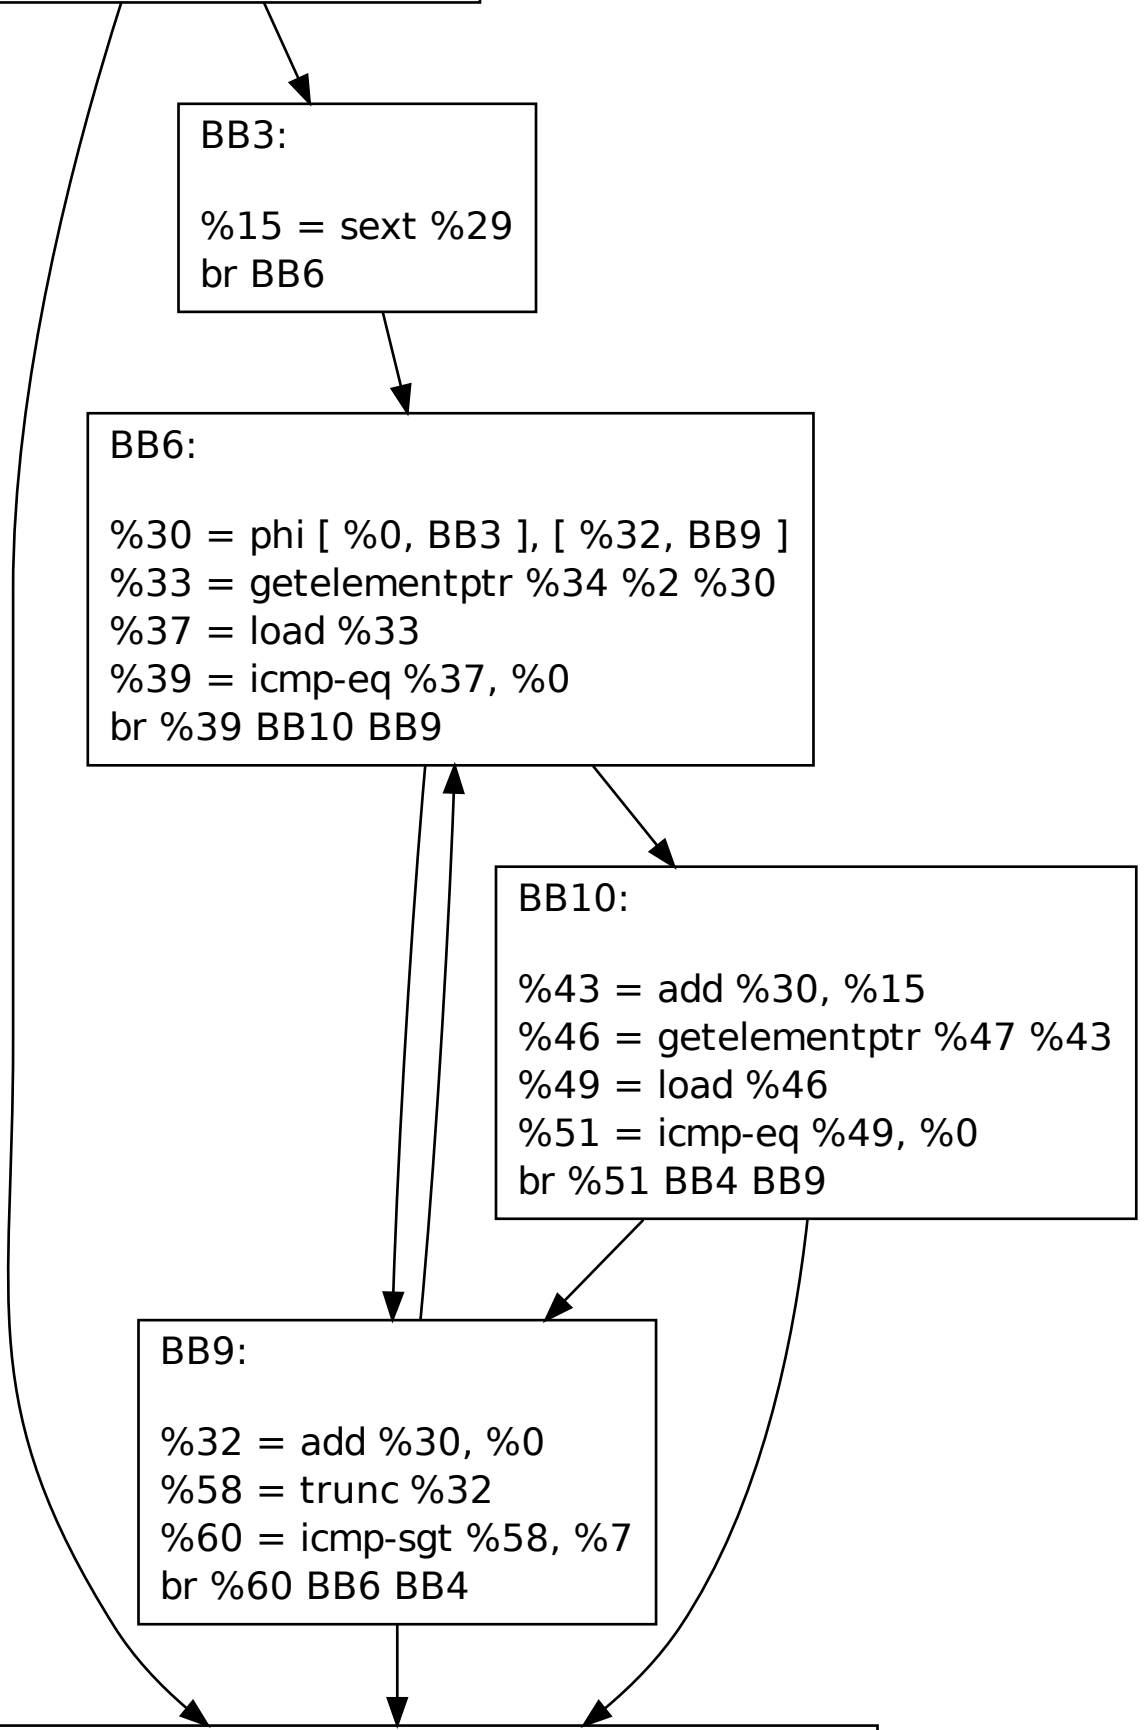 BB3:
%15 = sext %29
br BB6
BB6:
%30 = phi [ %0, BB3 ], [ %32, BB9 ]
%33 = getelementptr %34 %2 %30
%37 = load %33
%39 = icmp-eq %37, %0
br %39 BB10 BB9
BB10:
%43 = add %30, %15
%46 = getelementptr %47 %43
%49 = load %46
%51 = icmp-eq %49, %0
br %51 BB4 BB9
BB9:
%32 = add %30, %0
%58 = trunc %32
%60 = icmp-sgt %58, %7
br %60 BB6 BB4